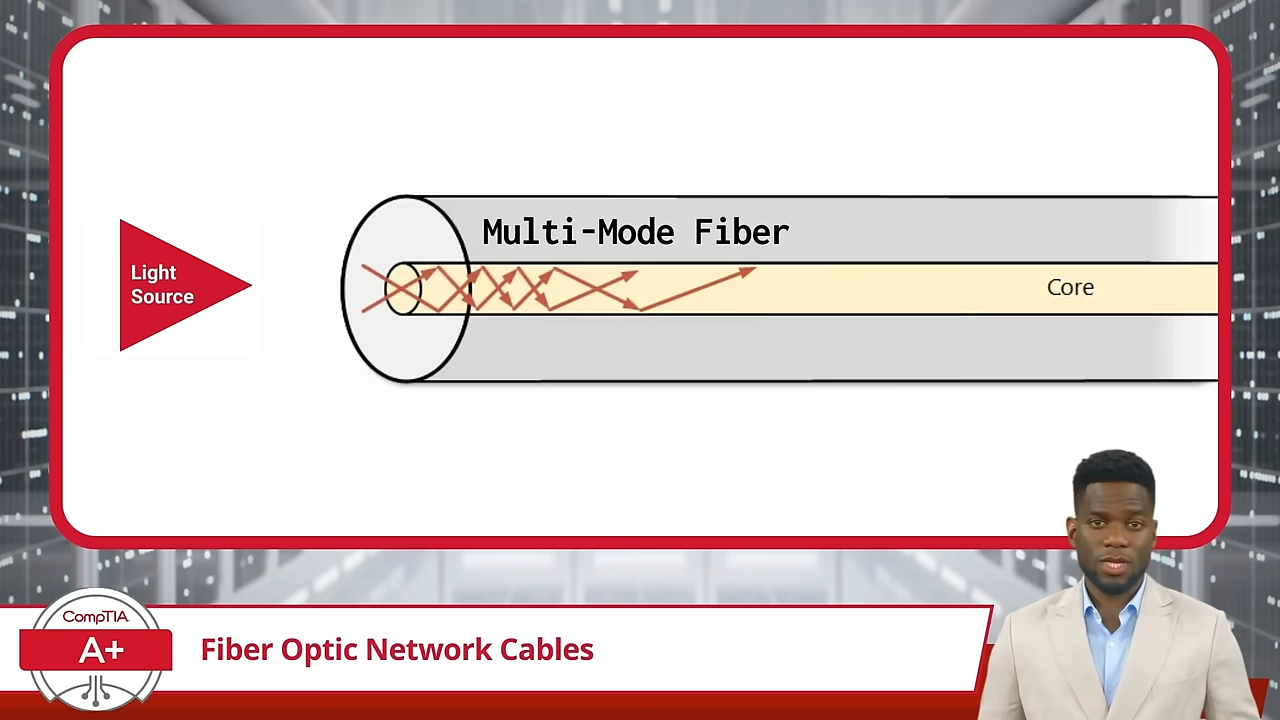 Multi-Mode Fiber
Light
Source
Core
CompTIA
A+
Fiber Optic Network Cables